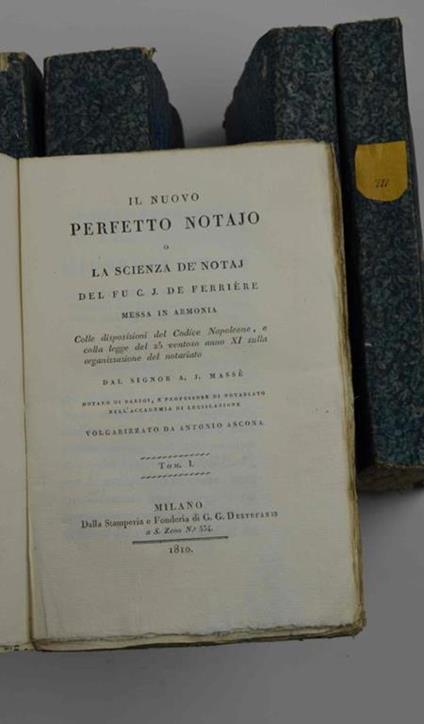 IL NUOVO
PERFETTO NOTAJO
O
LA SCIENZA DE' NOTAJ
DEL FU C. J. DE FERRIÈRE
MESSA IN ARMONIA
Colle disposizioni del Codice Napoleone, e
colla legge del 25 ventoso anno XI sulla
organizzazione del notariato
DAL SIGNOR A. J. MASSÈ
NOTARO DI PARIGI, E PROFESSORE DI NOTARIATO
NELL'ACCADEMIA DI LEGISLAZIONE
VOLGARIZZATO DA ANTONIO ASCONA.
TOM. I.
MILANO
Dalla Stamperia e Fonderia di G. G. DESTEFANIS
a S. Zeno N.° 534.
1810.